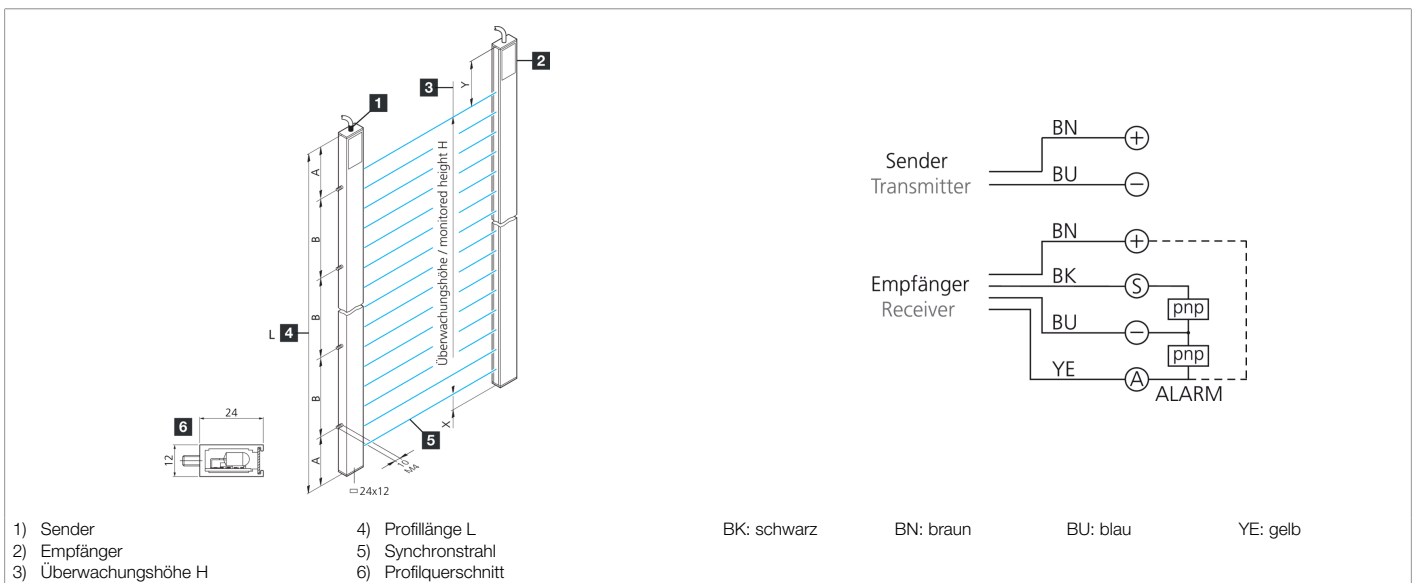 1
2
3
Y
A
B
B
B
A
L 4
Überwachungshöhe / monitored height H
X
5
10
M4
24x12
6
24
12
Sender
Transmitter
BN
+
BU
−
Empfänger
Receiver
BN
+
BK
S
pnp
BU
−
pnp
YE
A
ALARM
1) Sender
2) Empfänger
3) Überwachungshöhe H
4) Profillänge L
5) Synchronstrahl
6) Profilquerschnitt
BK: schwarz BN: braun BU: blau YE: gelb